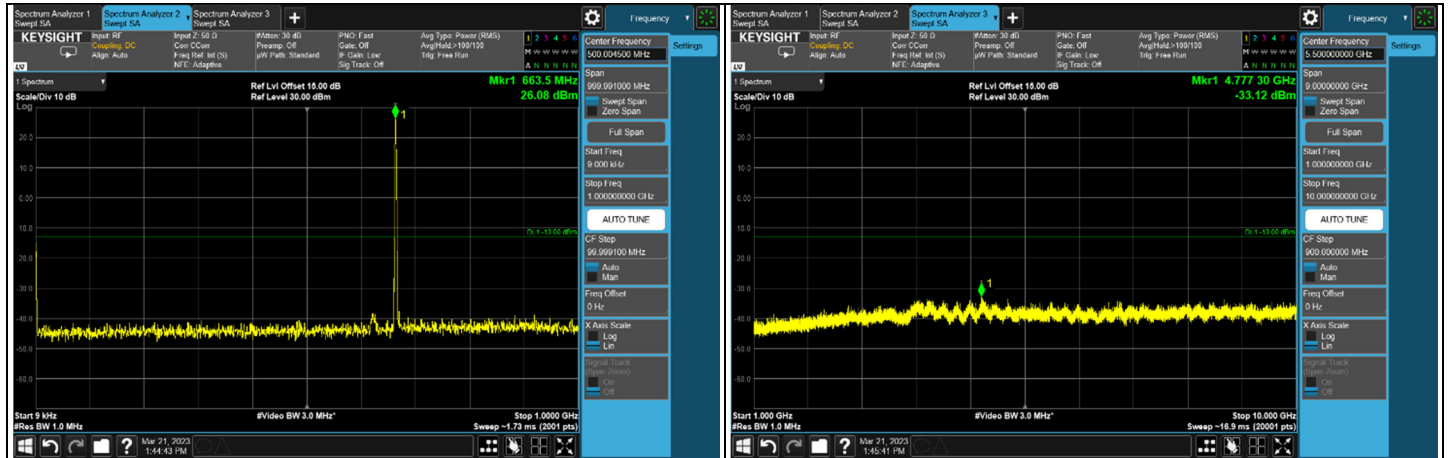 Spectrum Analyzer 1
Swept SA
Spectrum Analyzer 2
Swept SA
Spectrum Analyzer 3
Swept SA
Frequency
KEYSIGHT
Input: RF
Coupling: DC
Align: Auto
Input Z: 50 Ω
Corr CCorr
Freq Ref: Int (S)
NFE: Adaptive
#Atten: 30 dB
Preamp: Off
µW Path: Standard
PNO: Fast
Gate: Off
IF Gain: Low
Sig Track: Off
Avg Type: Power (RMS)
Avg|Hold:>100/100
Trig: Free Run
1 2 3 4 5 6
M W W W W W
A N N N N N
LXI
1 Spectrum
Scale/Div 10 dB
Log
Ref Lvl Offset 15.00 dB
Ref Level 30.00 dBm
Mkr1 663.5 MHz
26.08 dBm
1
20.0
10.0
0.00
-10.0
-20.0
-30.0
-40.0
-50.0
-60.0
DL1 -13.00 dBm
Start 9 kHz
#Res BW 1.0 MHz
#Video BW 3.0 MHz*
Stop 1.0000 GHz
Sweep ~1.73 ms (2001 pts)
Mar 21, 2023
1:44:43 PM
Center Frequency
500.004500 MHz
Settings
Span
999.991000 MHz
Swept Span
Zero Span
Full Span
Start Freq
9.000 kHz
Stop Freq
1.000000000 GHz
AUTO TUNE
CF Step
99.999100 MHz
Auto
Man
Freq Offset
0 Hz
X Axis Scale
Log
Lin
Signal Track
(Span Zoom)
On
Off
Spectrum Analyzer 1
Swept SA
Spectrum Analyzer 2
Swept SA
Spectrum Analyzer 3
Swept SA
Frequency
KEYSIGHT
Input: RF
Coupling: DC
Align: Auto
Input Z: 50 Ω
Corr CCorr
Freq Ref: Int (S)
NFE: Adaptive
#Atten: 30 dB
Preamp: Off
µW Path: Standard
PNO: Fast
Gate: Off
IF Gain: Low
Sig Track: Off
Avg Type: Power (RMS)
Avg|Hold:>100/100
Trig: Free Run
1 2 3 4 5 6
M W W W W W
A N N N N N
LXI
1 Spectrum
Scale/Div 10 dB
Log
Ref Lvl Offset 15.00 dB
Ref Level 30.00 dBm
Mkr1 4.777 30 GHz
-33.12 dBm
1
20.0
10.0
0.00
-10.0
-20.0
-30.0
-40.0
-50.0
-60.0
DL1 -13.00 dBm
Start 1.000 GHz
#Res BW 1.0 MHz
#Video BW 3.0 MHz*
Stop 10.000 GHz
Sweep ~16.9 ms (20001 pts)
Mar 21, 2023
1:45:41 PM
Center Frequency
5.500000000 GHz
Settings
Span
9.00000000 GHz
Swept Span
Zero Span
Full Span
Start Freq
1.000000000 GHz
Stop Freq
10.000000000 GHz
AUTO TUNE
CF Step
900.000000 MHz
Auto
Man
Freq Offset
0 Hz
X Axis Scale
Log
Lin
Signal Track
(Span Zoom)
On
Off